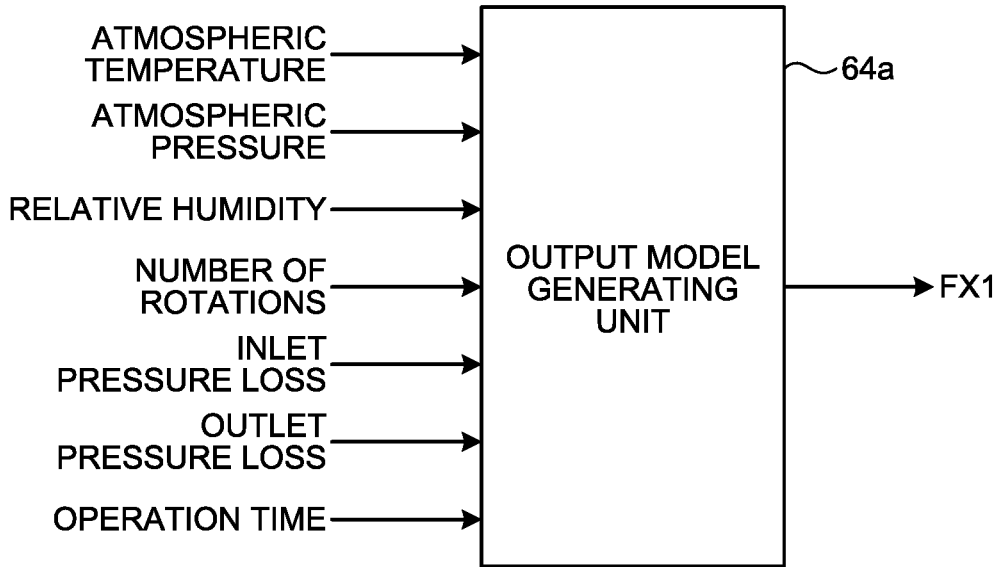 ATMOSPHERIC
TEMPERATURE
ATMOSPHERIC
PRESSURE
RELATIVE HUMIDITY
NUMBER OF
ROTATIONS
INLET
PRESSURE LOSS
OUTLET
PRESSURE LOSS
OPERATION TIME
OUTPUT MODEL
GENERATING
UNIT
64a
FX1